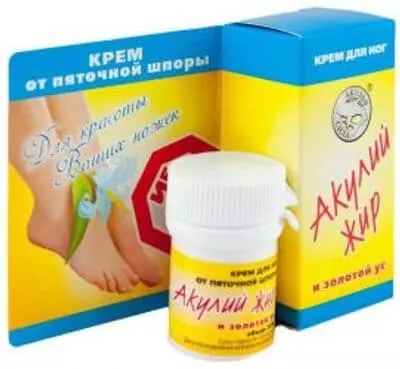 КРЕМ
ОТ ПЯТОЧНОЙ ШПОРЫ
Для красоты
Ваших ножек
КРЕМ ДЛЯ НОГ
Акулий
жир
и золотой ус
КРЕМ ДЛЯ НОГ
ОТ ПЯТОЧНОЙ ШПОРЫ
Акулий жир
и золотой ус